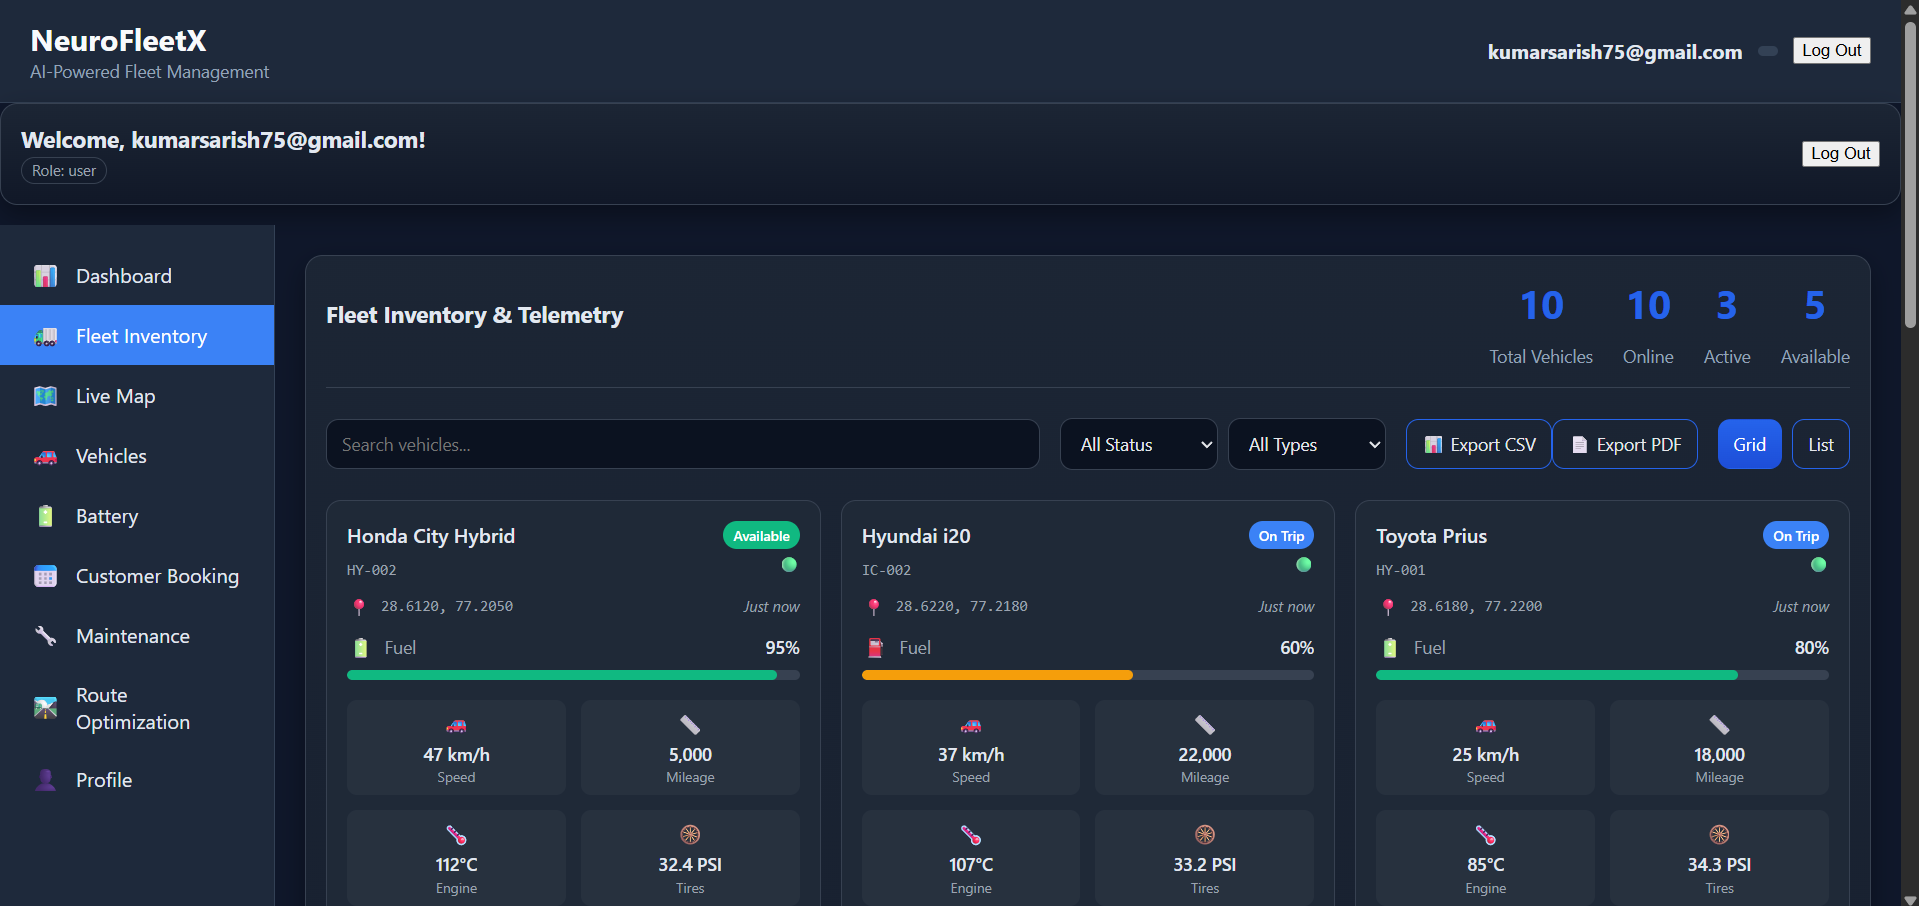 NeuroFleetX
AI-Powered Fleet Management
kumarsarish75@gmail.com
Log Out
Welcome, kumarsarish75@gmail.com!
Role: user
Log Out
Dashboard
Fleet Inventory
Live Map
Vehicles
Battery
Customer Booking
Maintenance
Route
Optimization
Profile
Fleet Inventory & Telemetry
10 10 3 5
Total Vehicles Online Active Available
Search vehicles...
All Status
All Types
Export CSV
Export PDF
Grid
List
Honda City Hybrid
Available
HY-002
28.6120, 77.2050
Just now
Fuel
95%
47 km/h
Speed
5,000
Mileage
112°C
Engine
32.4 PSI
Tires
Hyundai i20
On Trip
IC-002
28.6220, 77.2180
Just now
Fuel
60%
37 km/h
Speed
22,000
Mileage
107°C
Engine
33.2 PSI
Tires
Toyota Prius
On Trip
HY-001
28.6180, 77.2200
Just now
Fuel
80%
25 km/h
Speed
18,000
Mileage
85°C
Engine
34.3 PSI
Tires